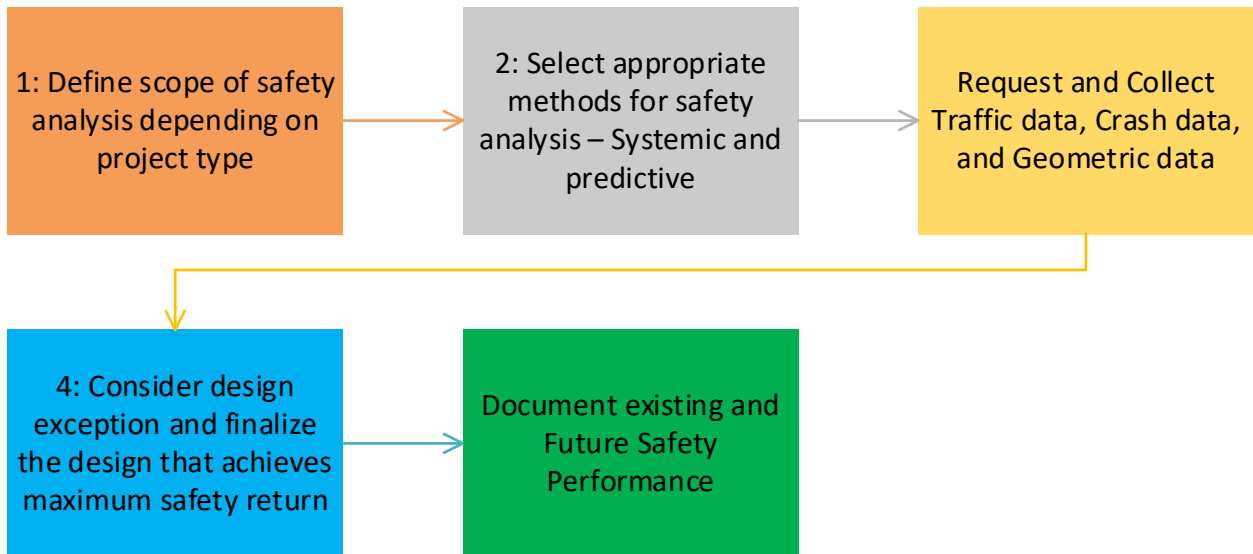 1: Define scope of safety
analysis depending on
project type
2: Select appropriate
methods for safety
analysis – Systemic and
predictive
Request and Collect
Traffic data, Crash data,
and Geometric data
4: Consider design
exception and finalize
the design that achieves
maximum safety return
Document existing and
Future Safety
Performance